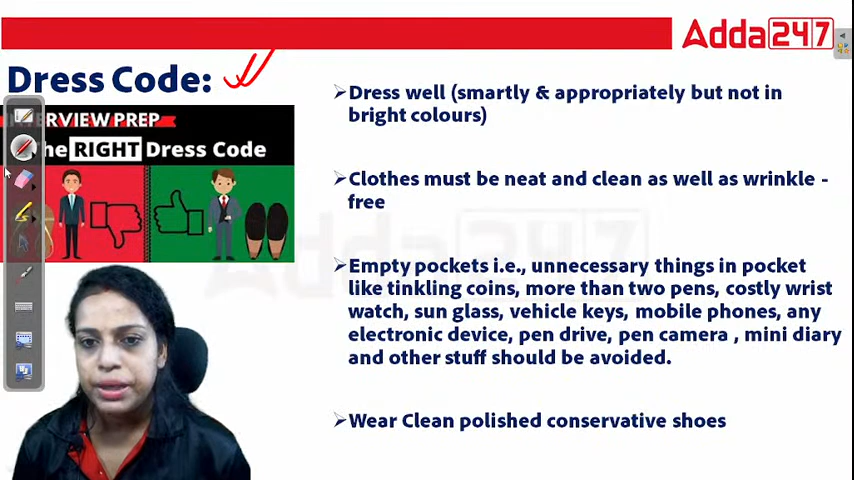 Adda247
Dress Code:
INTERVIEW PREP
The RIGHT Dress Code
Dress well (smartly & appropriately but not in
bright colours)
Clothes must be neat and clean as well as wrinkle -
free
Empty pockets i.e., unnecessary things in pocket
like tinkling coins, more than two pens, costly wrist
watch, sun glass, vehicle keys, mobile phones, any
electronic device, pen drive, pen camera , mini diary
and other stuff should be avoided.
Wear Clean polished conservative shoes
Adda247